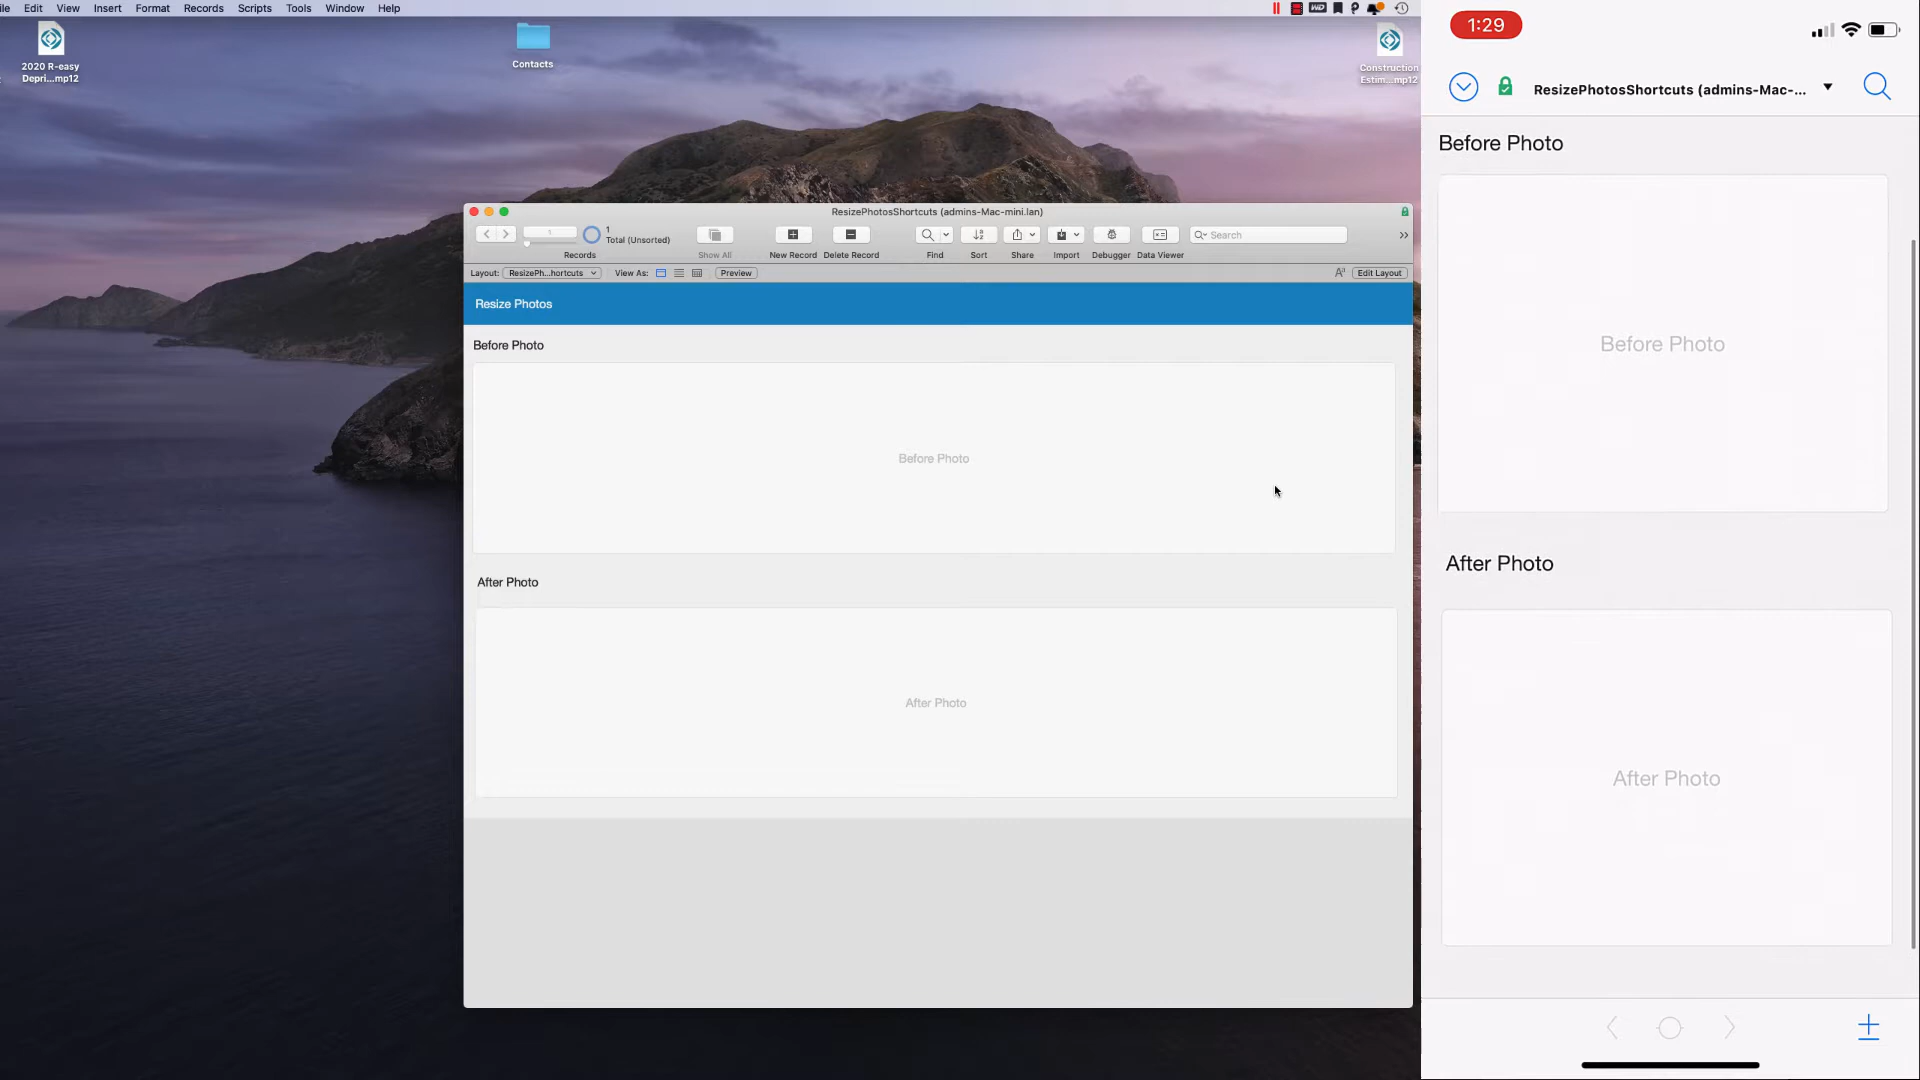 ile Edit View Insert Format Records Scripts Tools Window Help
2020 R-easy
Depri...mp12
Contacts
Construction
Estim...mp12
ResizePhotosShortcuts (admins-Mac-mini.lan)
1
1
Total (Unsorted)
Search
Records Show All New Record Delete Record Find Sort Share Import Debugger Data Viewer
Layout: ResizePh...hortcuts View As: Preview Edit Layout
Resize Photos
Before Photo
Before Photo
After Photo
After Photo
1:29
ResizePhotosShortcuts (admins-Mac-...
Before Photo
Before Photo
After Photo
After Photo